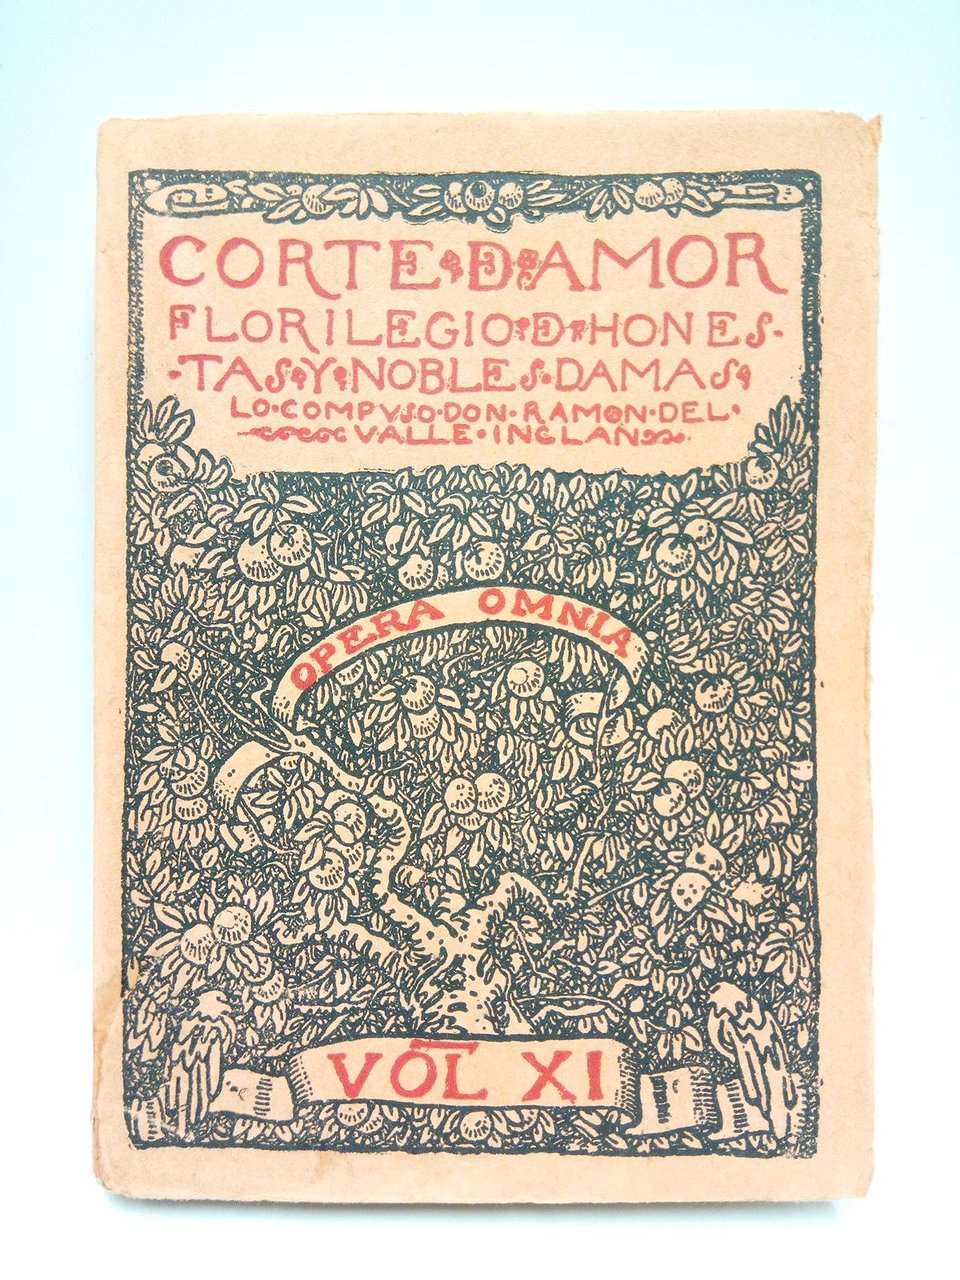 CORTE D AMOR
FLORILEGIO·D·HONES-
-TAS·Y·NOBLES·DAMAS
LO·COMPVSO·DON·RAMON·DEL·
VALLE·INCLAN
OPERA OMNIA
VOL XI